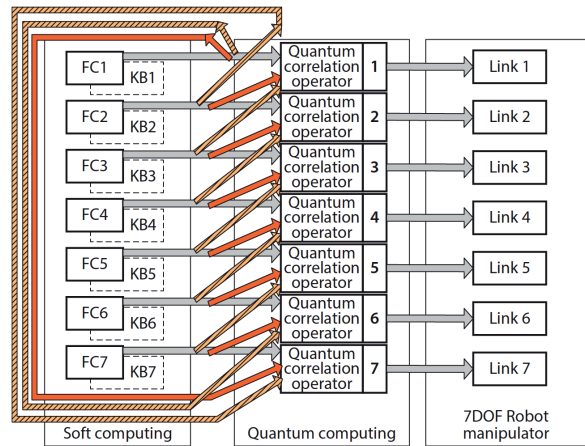 FC1
KB1
Quantum
correlation
operator
1
Link 1
FC2
KB2
Quantum
correlation
operator
2
Link 2
FC3
KB3
Quantum
correlation
operator
3
Link 3
FC4
KB4
Quantum
correlation
operator
4
Link 4
FC5
KB5
Quantum
correlation
operator
5
Link 5
FC6
KB6
Quantum
correlation
operator
6
Link 6
FC7
KB7
Quantum
correlation
operator
7
Link 7
Soft computing
Quantum computing
7DOF Robot
manipulator